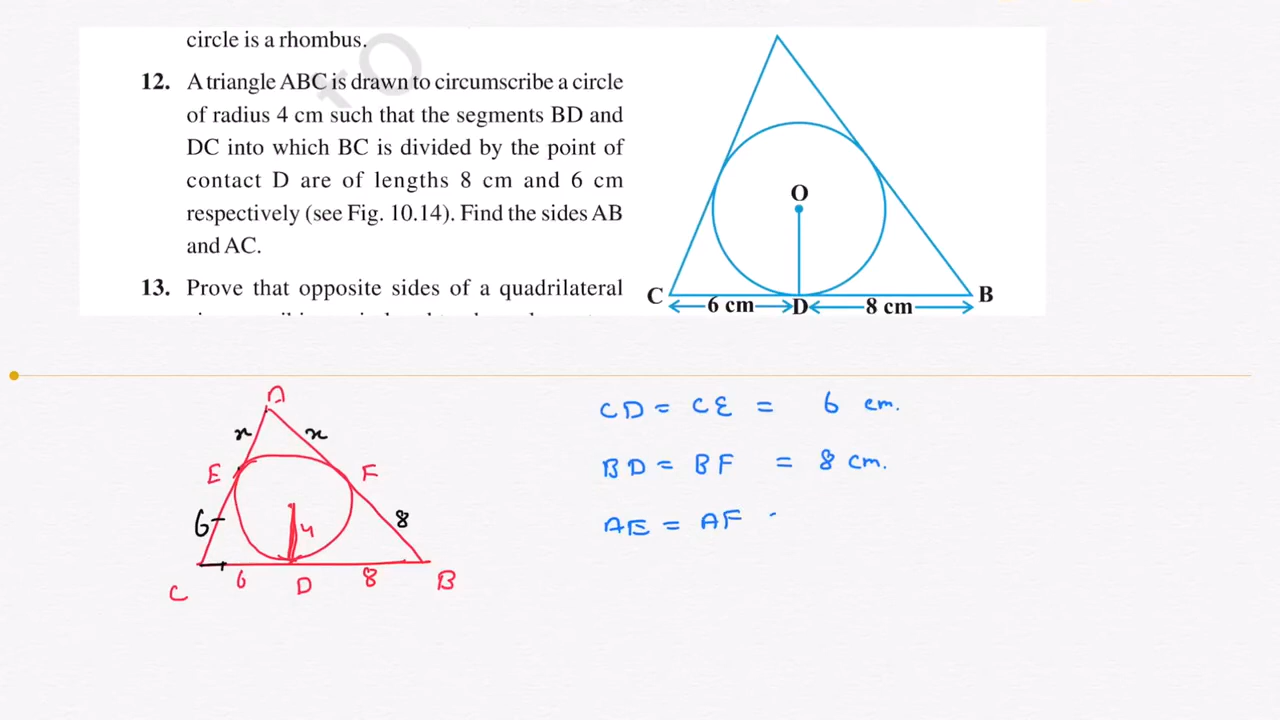 circle is a rhombus.
12. A triangle ABC is drawn to circumscribe a circle
of radius 4 cm such that the segments BD and
DC into which BC is divided by the point of
contact D are of lengths 8 cm and 6 cm
respectively (see Fig. 10.14). Find the sides AB
and AC.
13. Prove that opposite sides of a quadrilateral
O
C
B
6 cm
D
8 cm
A
x
x
E
F
6
4
8
C
6
D
8
B
CD = CE = 6 cm.
BD = BF = 8 cm.
AE = AF